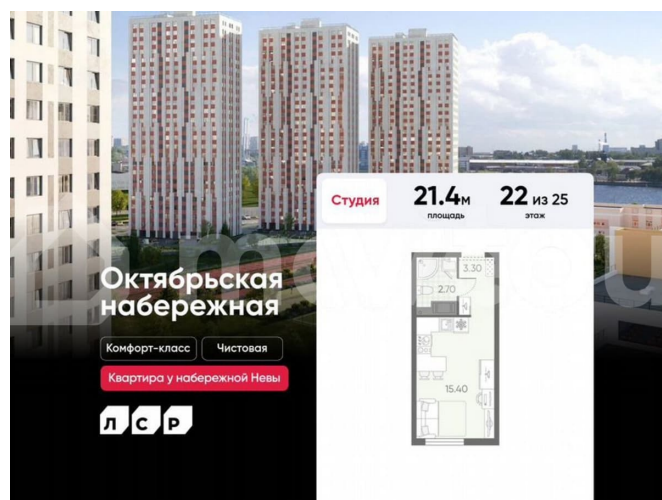 Студия
21.4м
площадь
22 из 25
этаж
3.30
2.70
15.40
Октябрьская
набережная
Комфорт-класс
Чистовая
Квартира у набережной Невы
ЛСР